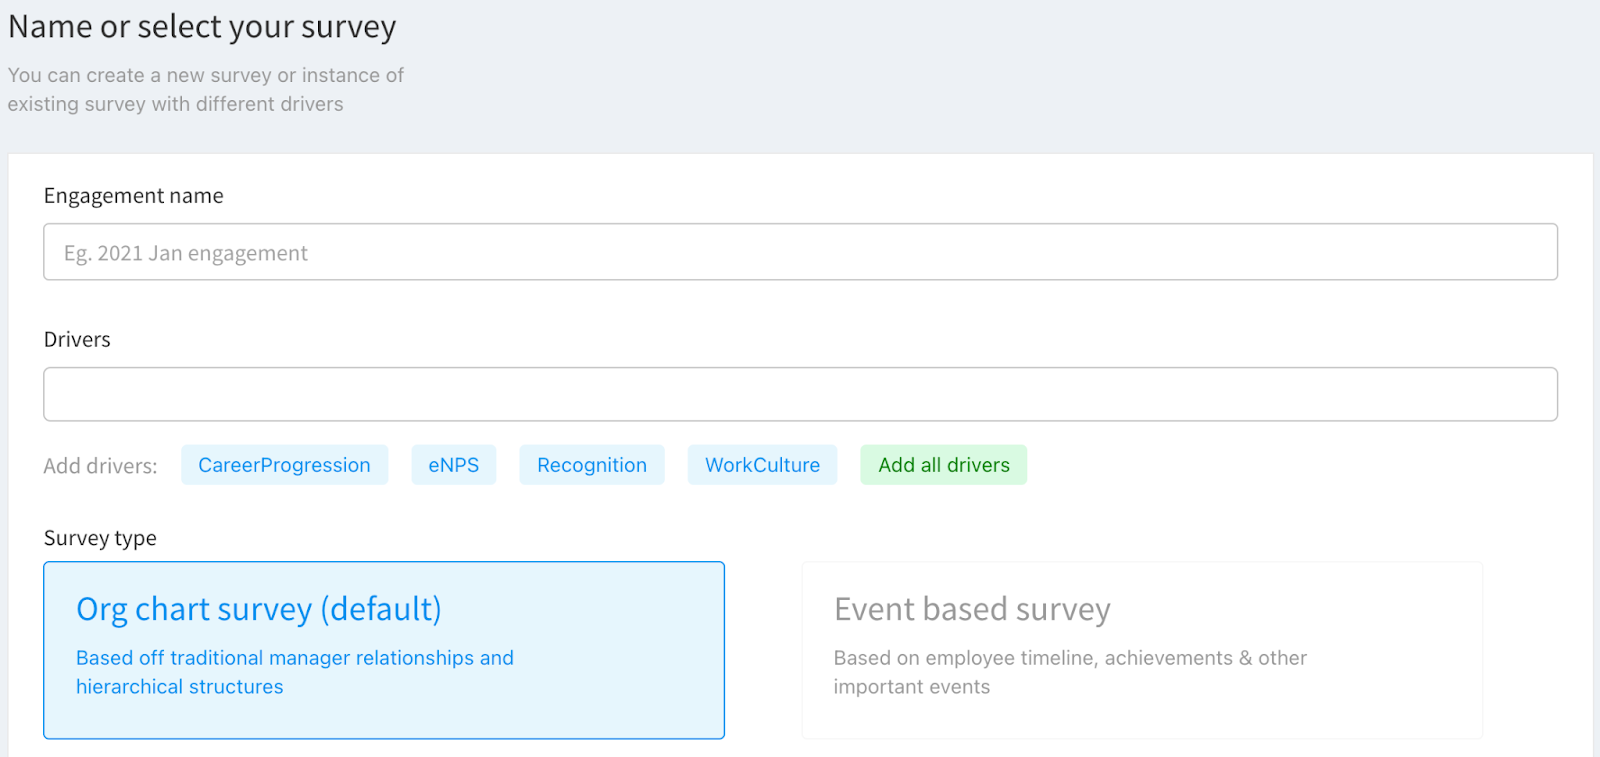 Name or select your survey
You can create a new survey or instance of
existing survey with different drivers
Engagement name
Eg. 2021 Jan engagement
Drivers
Add drivers: CareerProgression eNPS Recognition WorkCulture Add all drivers
Survey type
Org chart survey (default)
Based off traditional manager relationships and
hierarchical structures
Event based survey
Based on employee timeline, achievements & other
important events